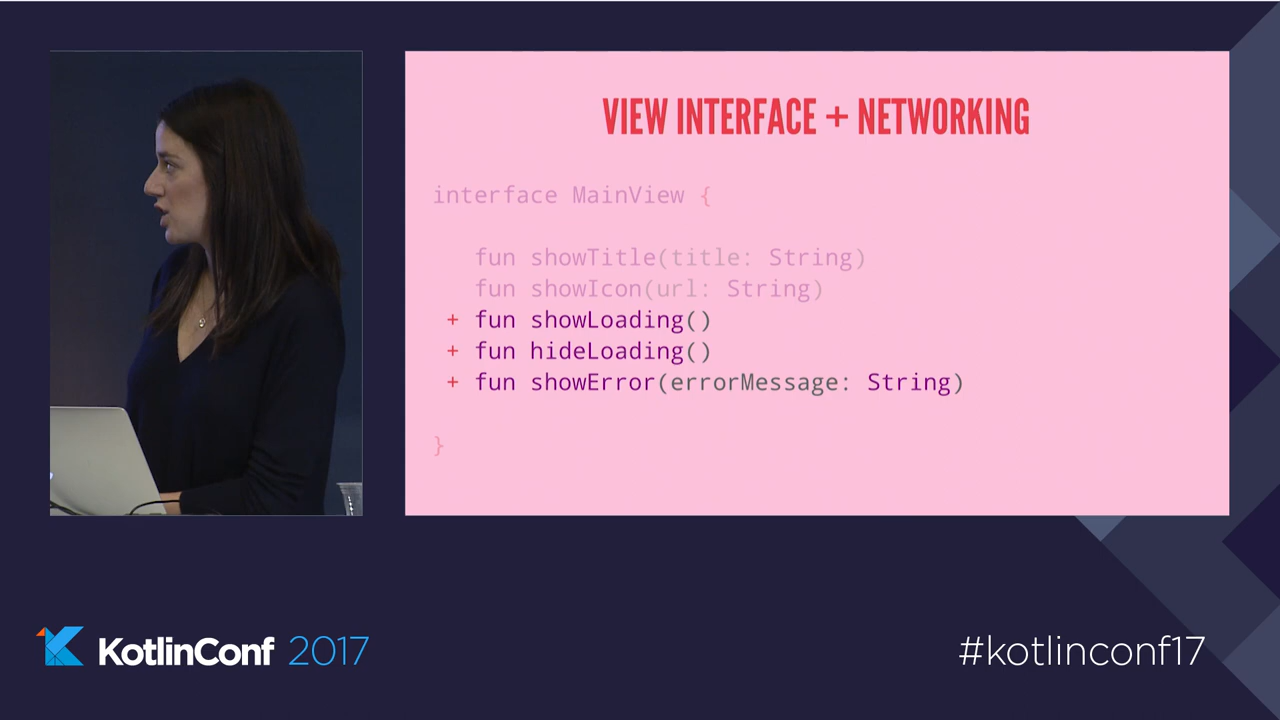 VIEW INTERFACE + NETWORKING
interface MainView {
fun showTitle(title: String)
fun showIcon(url: String)
+ fun showLoading()
+ fun hideLoading()
+ fun showError(errorMessage: String)
}
KotlinConf 2017
#kotlinconf17